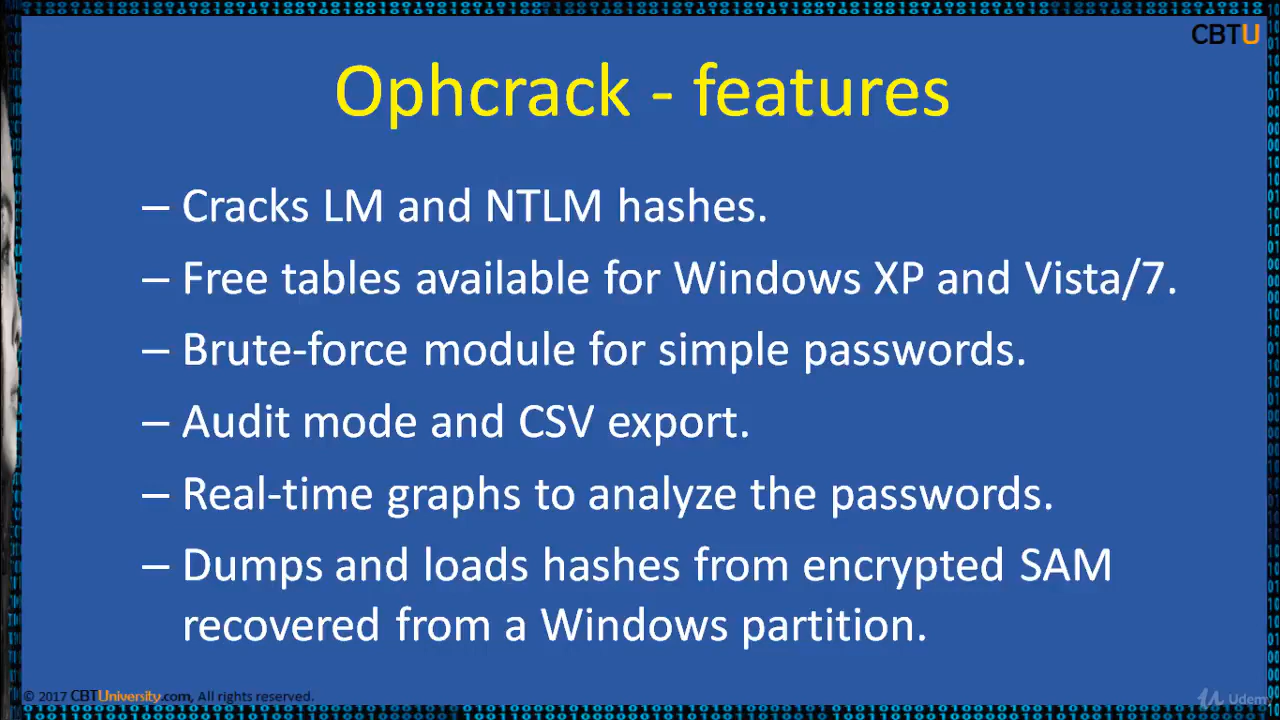 CBTU
Ophcrack - features
– Cracks LM and NTLM hashes.
– Free tables available for Windows XP and Vista/7.
– Brute-force module for simple passwords.
– Audit mode and CSV export.
– Real-time graphs to analyze the passwords.
– Dumps and loads hashes from encrypted SAM
recovered from a Windows partition.
© 2017 CBTUniversity.com, All rights reserved.
Udemy